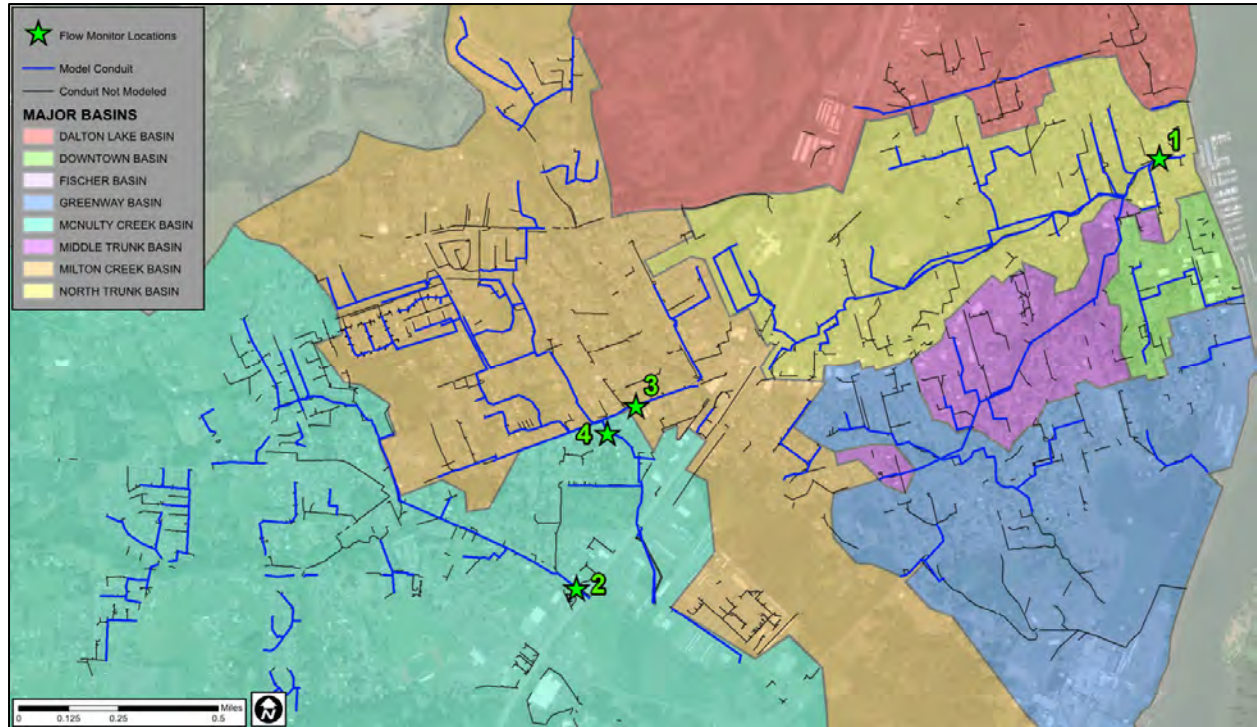 Flow Monitor Locations
Model Conduit
Conduit Not Modeled
MAJOR BASINS
DALTON LAKE BASIN
DOWNTOWN BASIN
FISCHER BASIN
GREENWAY BASIN
MCNULTY CREEK BASIN
MIDDLE TRUNK BASIN
MILTON CREEK BASIN
NORTH TRUNK BASIN
1
3
4
2
Miles
0 0.125 0.25 0.5
N